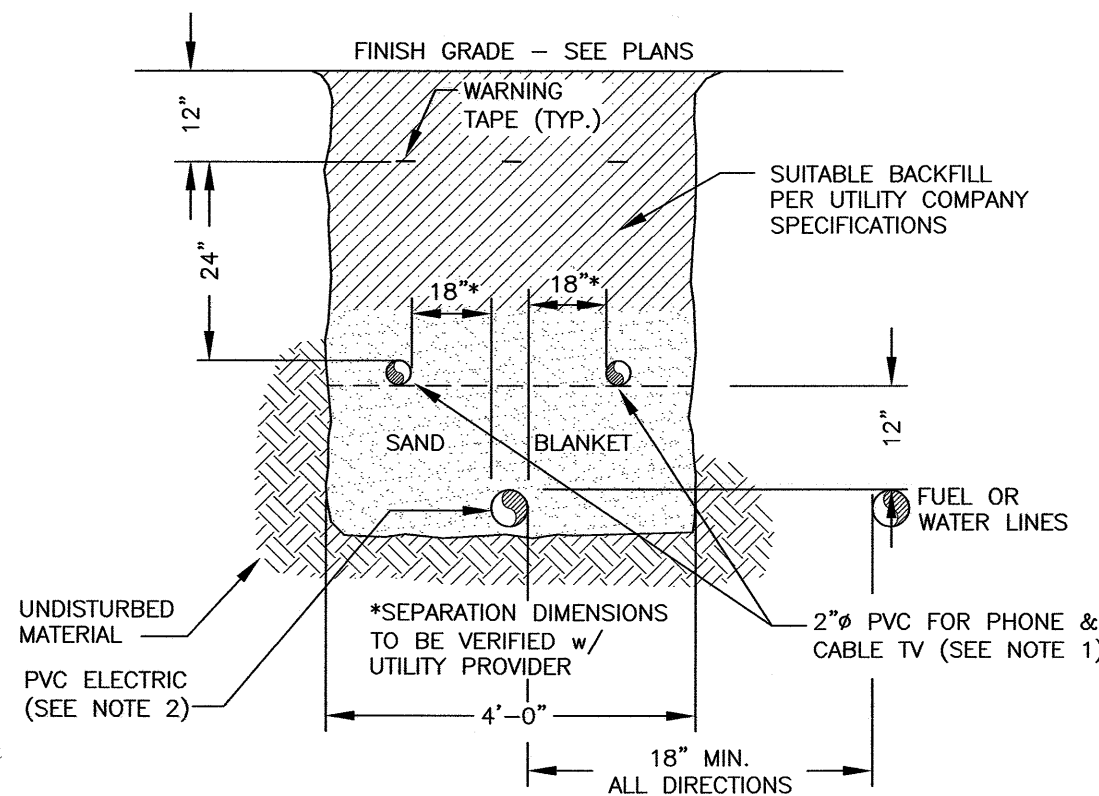 FINISH GRADE – SEE PLANS
12"
WARNING
TAPE (TYP.)
SUITABLE BACKFILL
PER UTILITY COMPANY
SPECIFICATIONS
24"
18"*
18"*
SAND
BLANKET
12"
FUEL OR
WATER LINES
UNDISTURBED
MATERIAL
*SEPARATION DIMENSIONS
TO BE VERIFIED w/
UTILITY PROVIDER
2"ø PVC FOR PHONE &
CABLE TV (SEE NOTE 1)
PVC ELECTRIC
(SEE NOTE 2)
4'-0"
18" MIN.
ALL DIRECTIONS